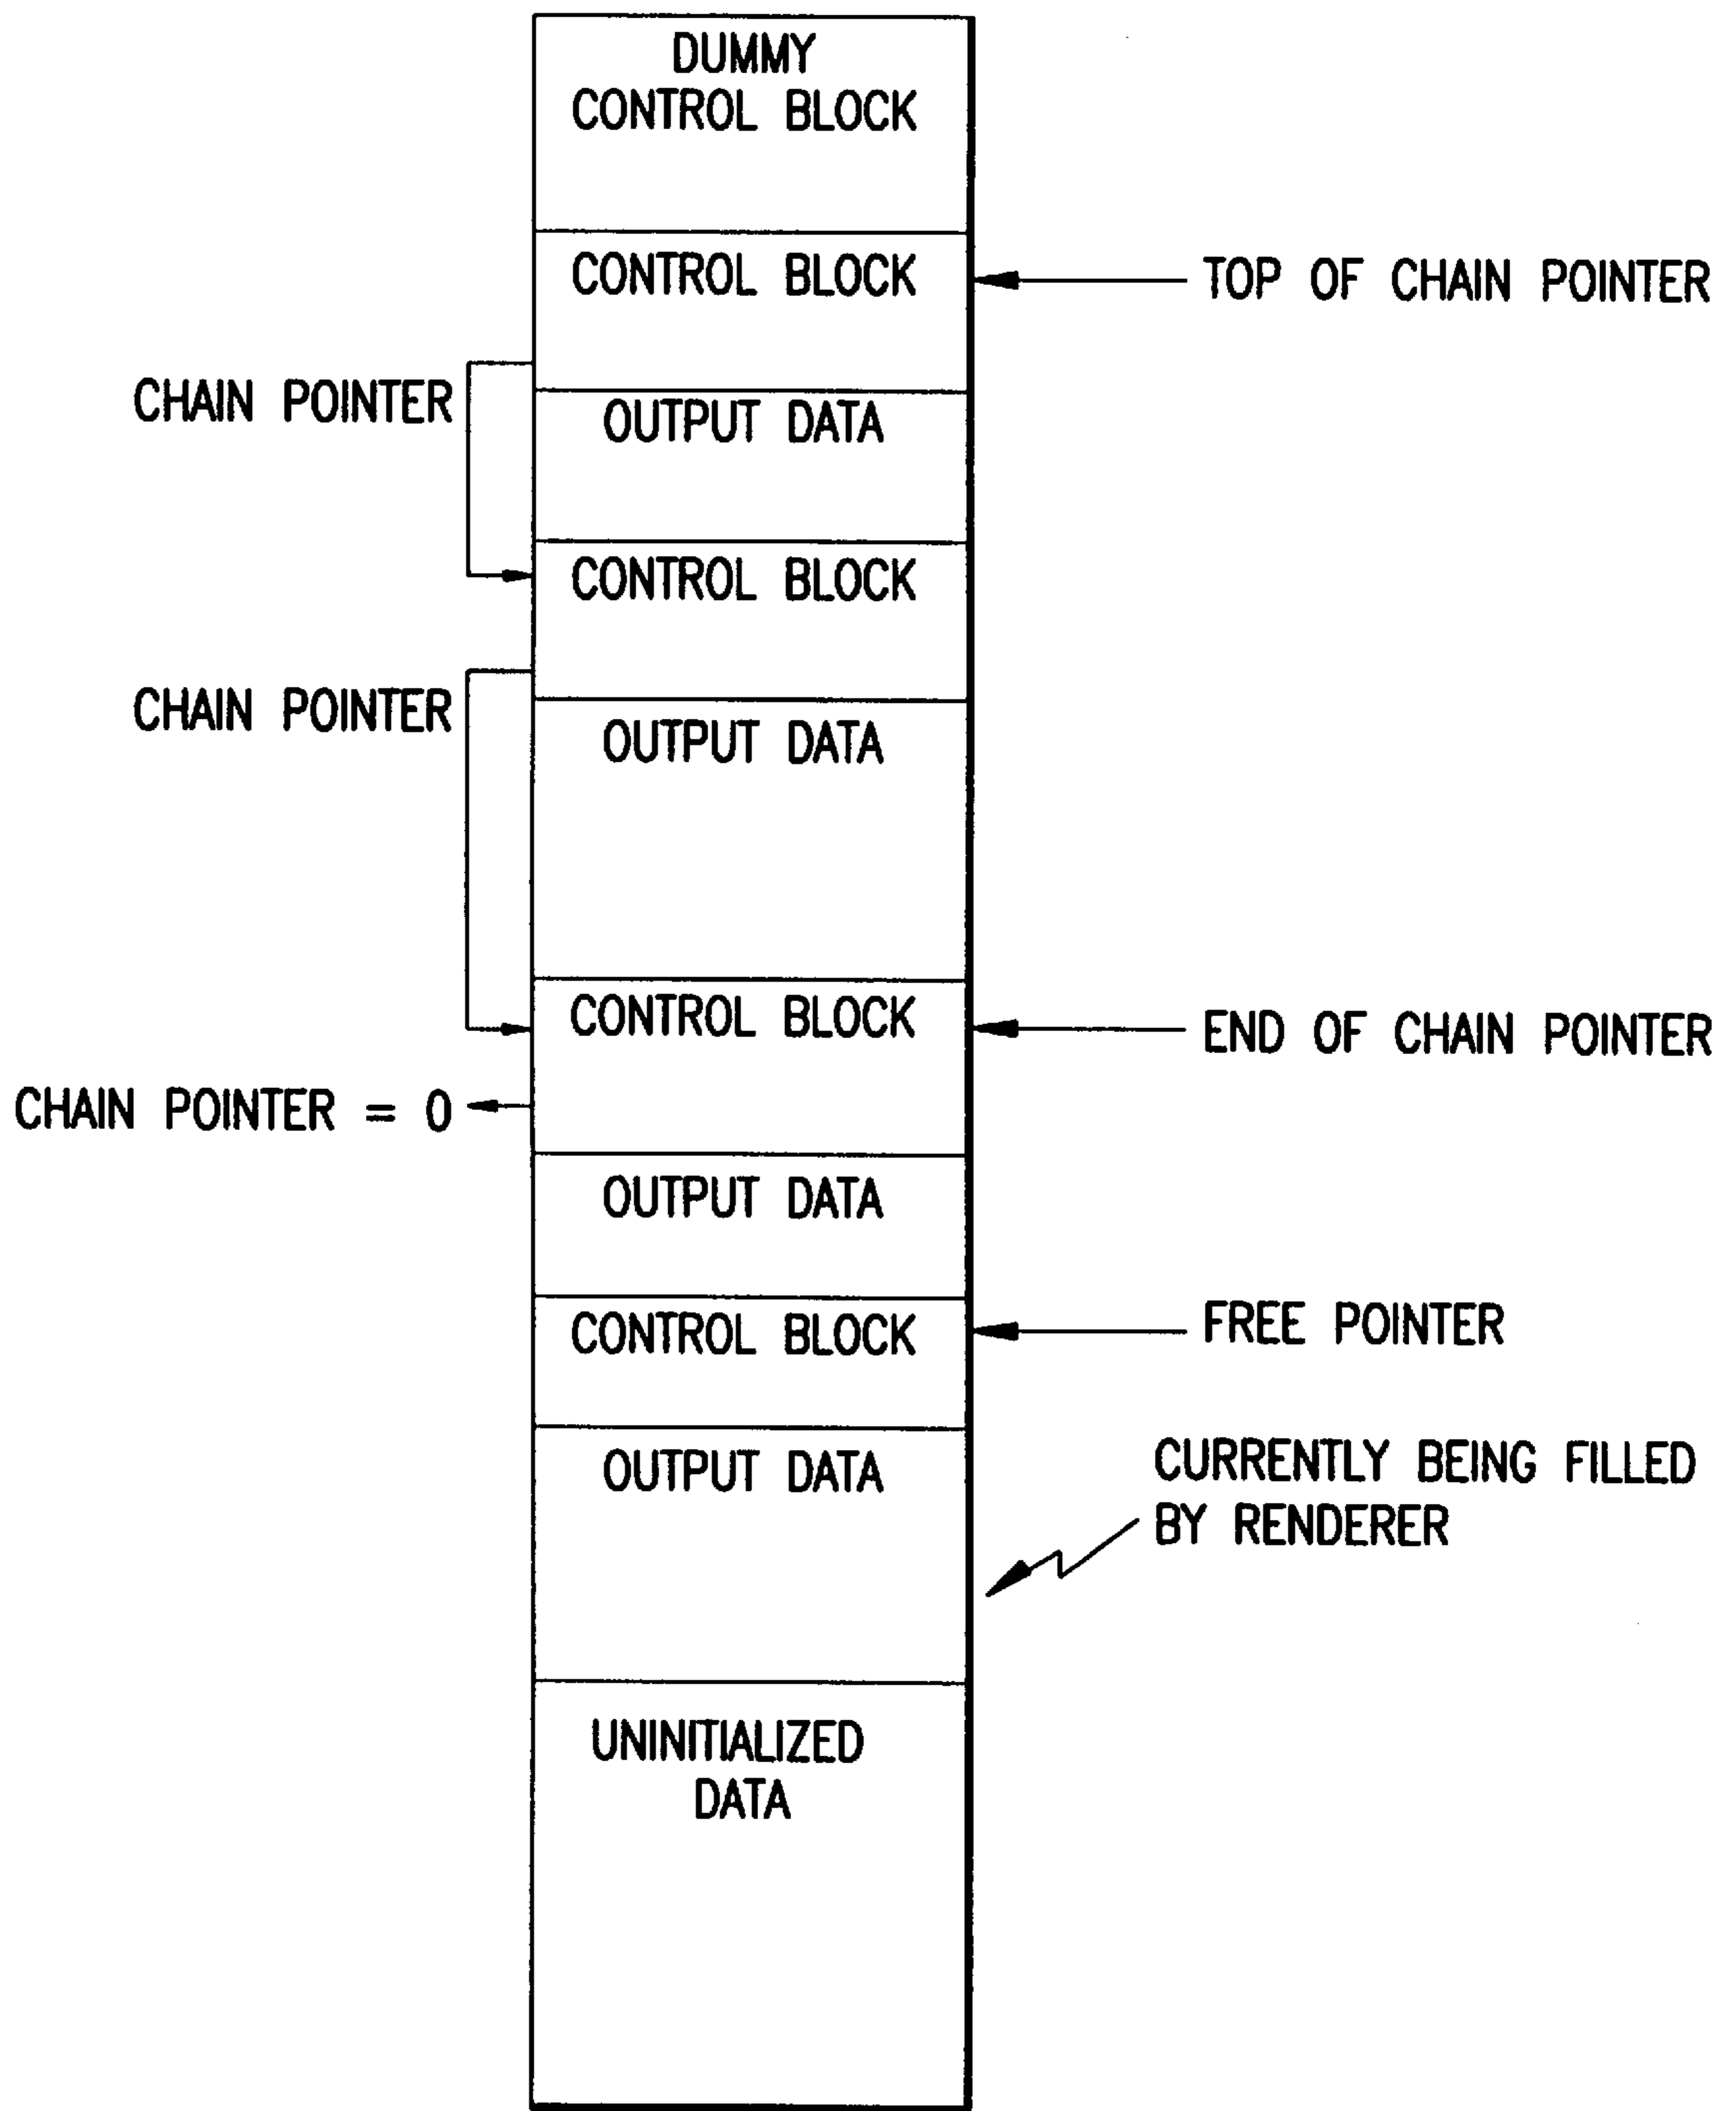 DUMMY
CONTROL BLOCK
CONTROL BLOCK
TOP OF CHAIN POINTER
CHAIN POINTER
OUTPUT DATA
CONTROL BLOCK
CHAIN POINTER
OUTPUT DATA
CONTROL BLOCK
END OF CHAIN POINTER
CHAIN POINTER = 0
OUTPUT DATA
CONTROL BLOCK
FREE POINTER
OUTPUT DATA
CURRENTLY BEING FILLED
BY RENDERER
UNINITIALIZED
DATA